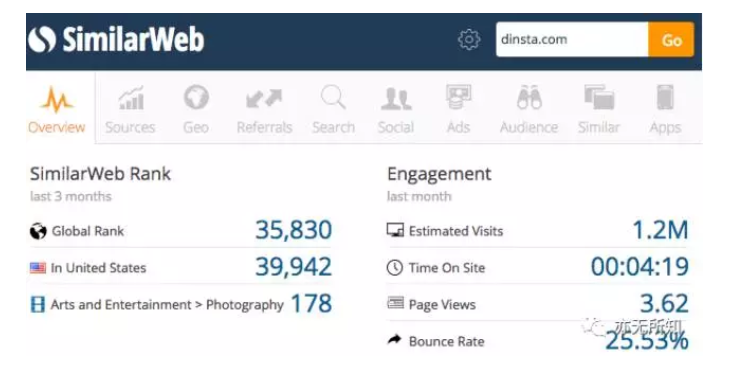 SimilarWeb
dinsta.com
Go
Overview
Sources
Geo
Referrals
Search
Social
Ads
Audience
Similar
Apps
SimilarWeb Rank
last 3 months
Global Rank 35,830
In United States 39,942
Arts and Entertainment > Photography 178
Engagement
last month
Estimated Visits 1.2M
Time On Site 00:04:19
Page Views 3.62
亦无所知
Bounce Rate 25.53%